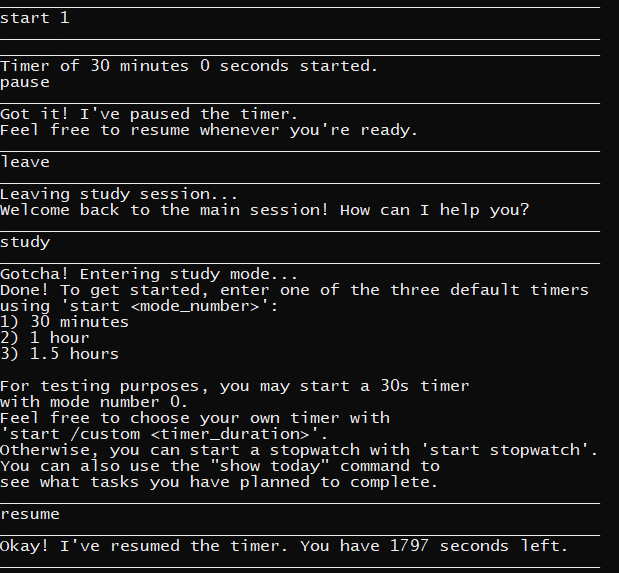 start 1
Timer of 30 minutes 0 seconds started.
pause
Got it! I've paused the timer.
Feel free to resume whenever you're ready.
leave
Leaving study session...
Welcome back to the main session! How can I help you?
study
Gotcha! Entering study mode...
Done! To get started, enter one of the three default timers
using 'start <mode_number>':
1) 30 minutes
2) 1 hour
3) 1.5 hours
For testing purposes, you may start a 30s timer
with mode number 0.
Feel free to choose your own timer with
'start /custom <timer_duration>'.
Otherwise, you can start a stopwatch with 'start stopwatch'.
You can also use the "show today" command to
see what tasks you have planned to complete.
resume
Okay! I've resumed the timer. You have 1797 seconds left.